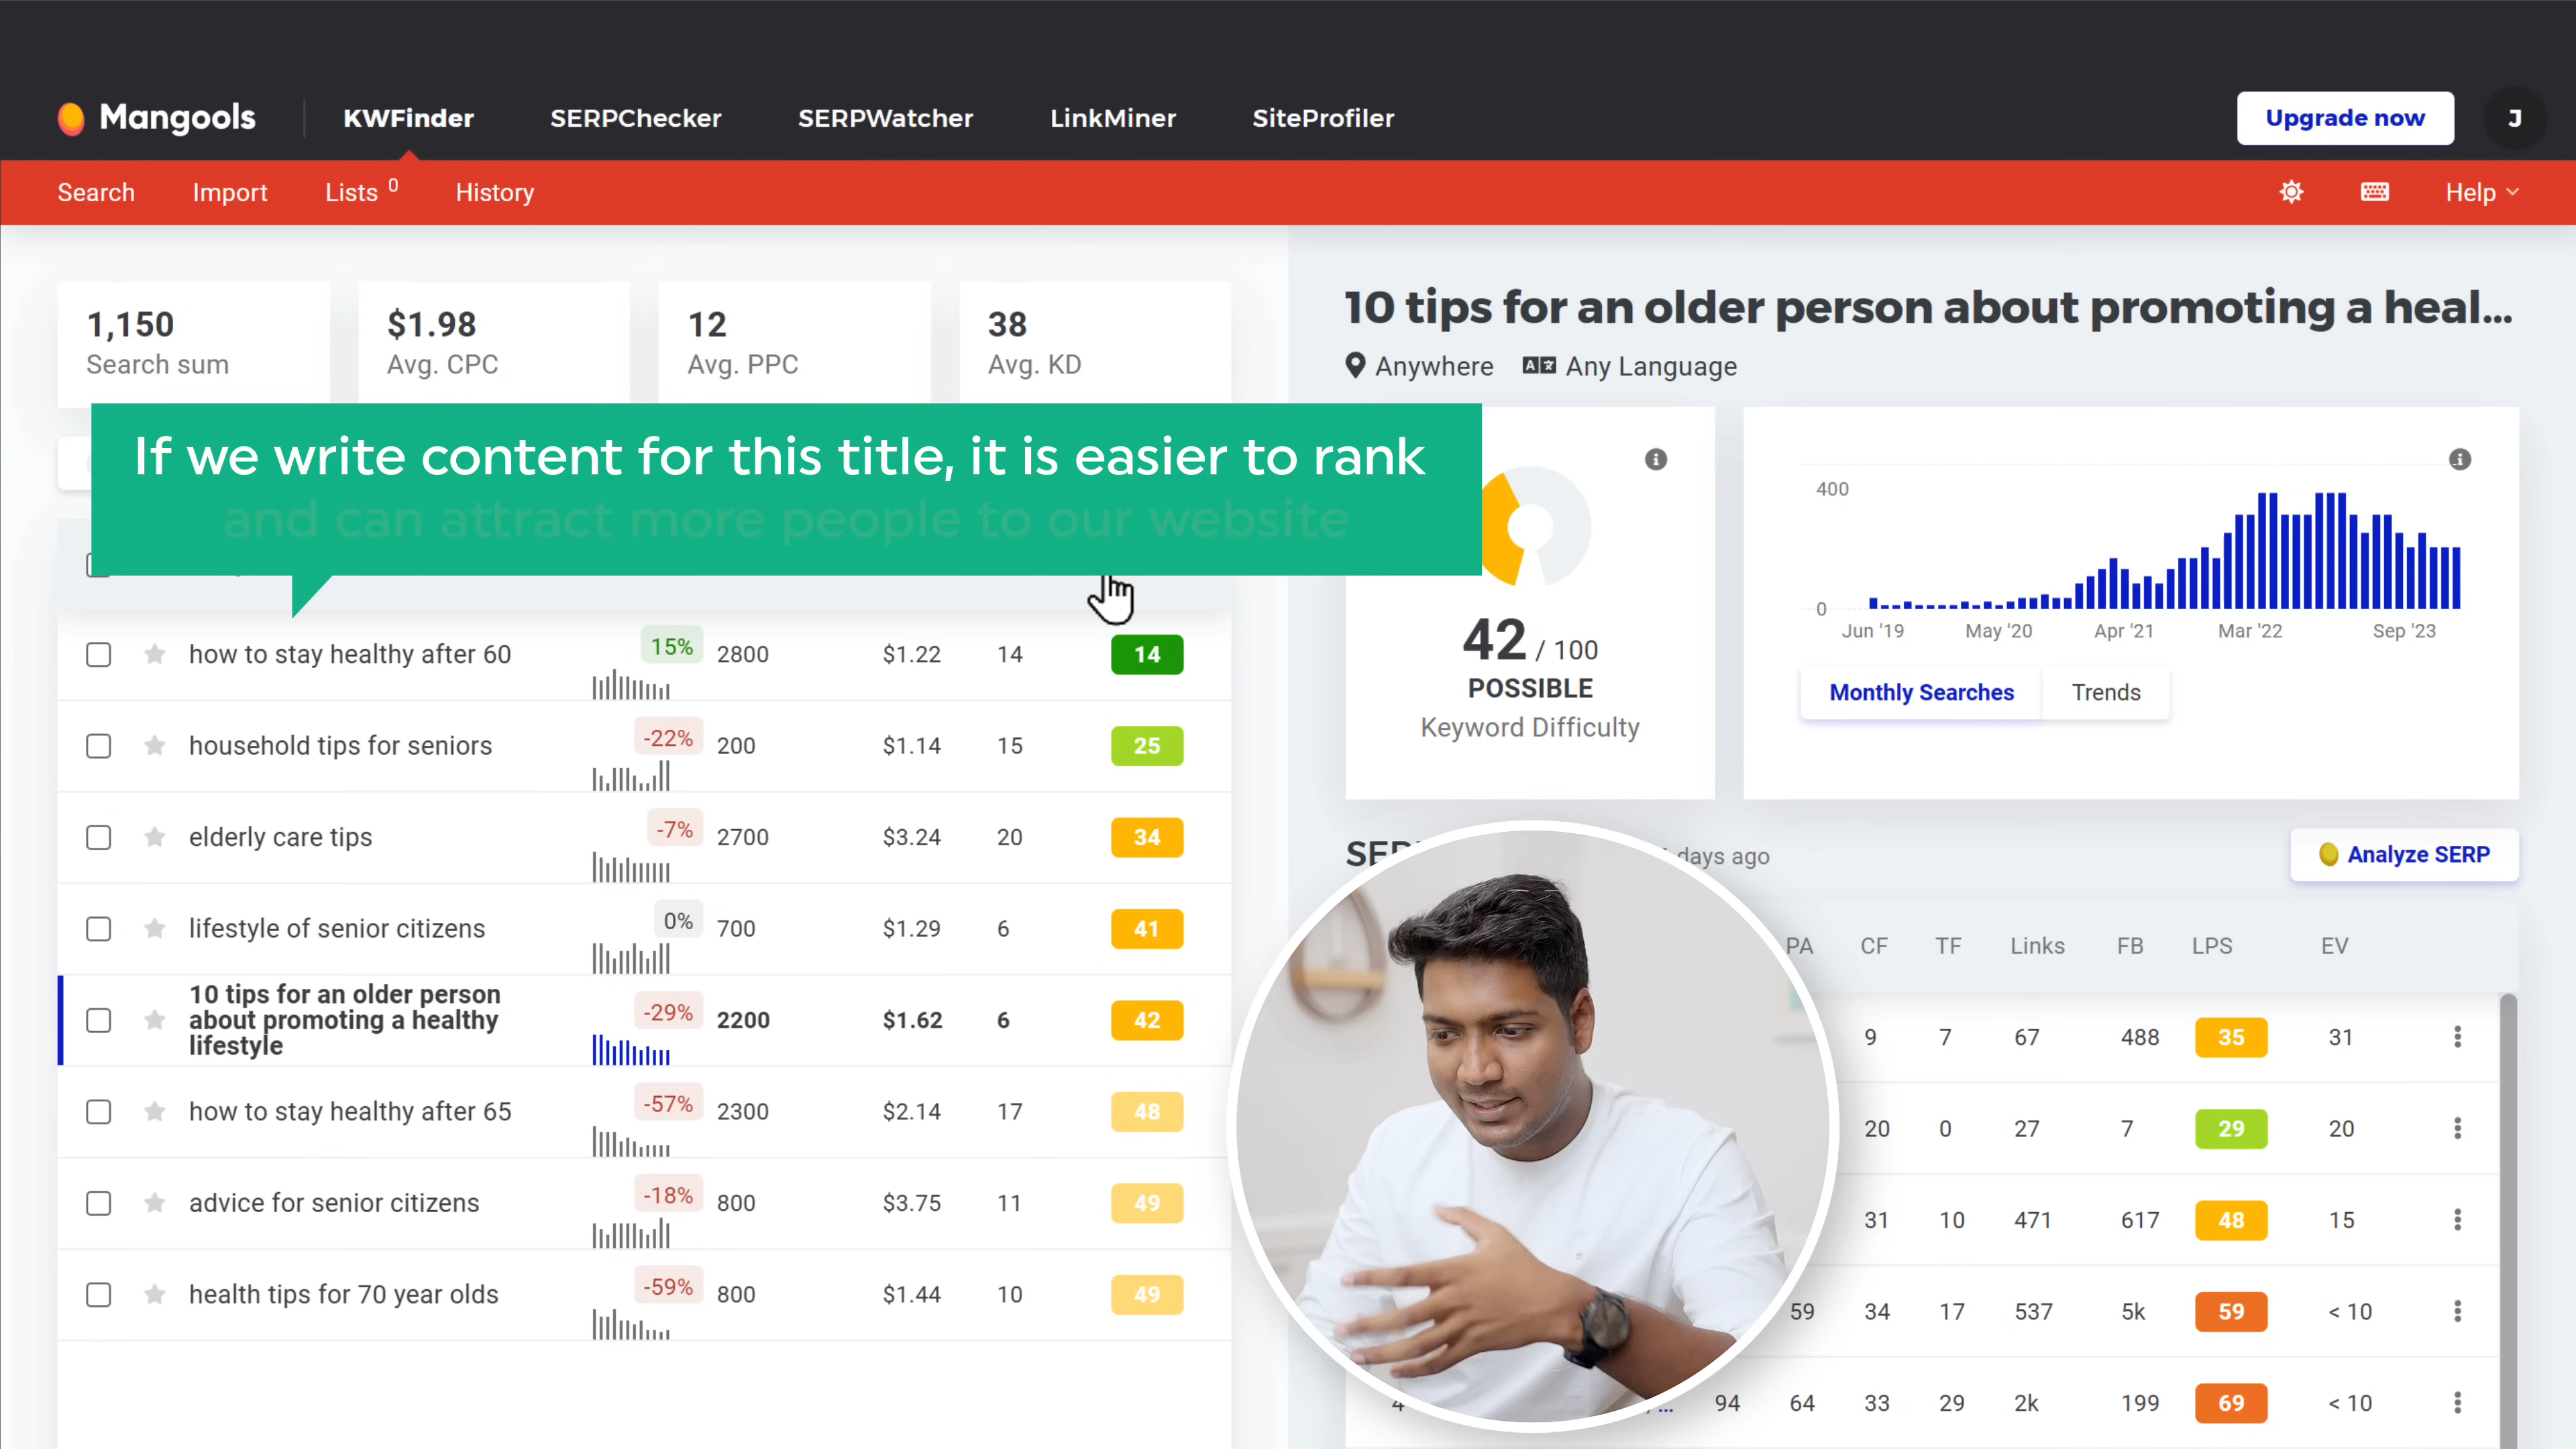 Mangools
KWFinder
SERPChecker
SERPWatcher
LinkMiner
SiteProfiler
Upgrade now
J
Search
Import
Lists 0
History
Help
1,150
Search sum
$1.98
Avg. CPC
12
Avg. PPC
38
Avg. KD
10 tips for an older person about promoting a heal...
Anywhere
Any Language
If we write content for this title, it is easier to rank
and can attract more people to our website
how to stay healthy after 60 15% 2800 $1.22 14 14
household tips for seniors -22% 200 $1.14 15 25
elderly care tips -7% 2700 $3.24 20 34
lifestyle of senior citizens 0% 700 $1.29 6 41
10 tips for an older person
about promoting a healthy
lifestyle
-29% 2200 $1.62 6 42
how to stay healthy after 65 -57% 2300 $2.14 17 48
advice for senior citizens -18% 800 $3.75 11 49
health tips for 70 year olds -59% 800 $1.44 10 49
42 / 100
POSSIBLE
Keyword Difficulty
400
0
Jun '19 May '20 Apr '21 Mar '22 Sep '23
Monthly Searches
Trends
days ago
Analyze SERP
PA CF TF Links FB LPS EV
9 7 67 488 35 31
20 0 27 7 29 20
31 10 471 617 48 15
59 34 17 537 5k 59 < 10
4 ... 94 64 33 29 2k 199 69 < 10